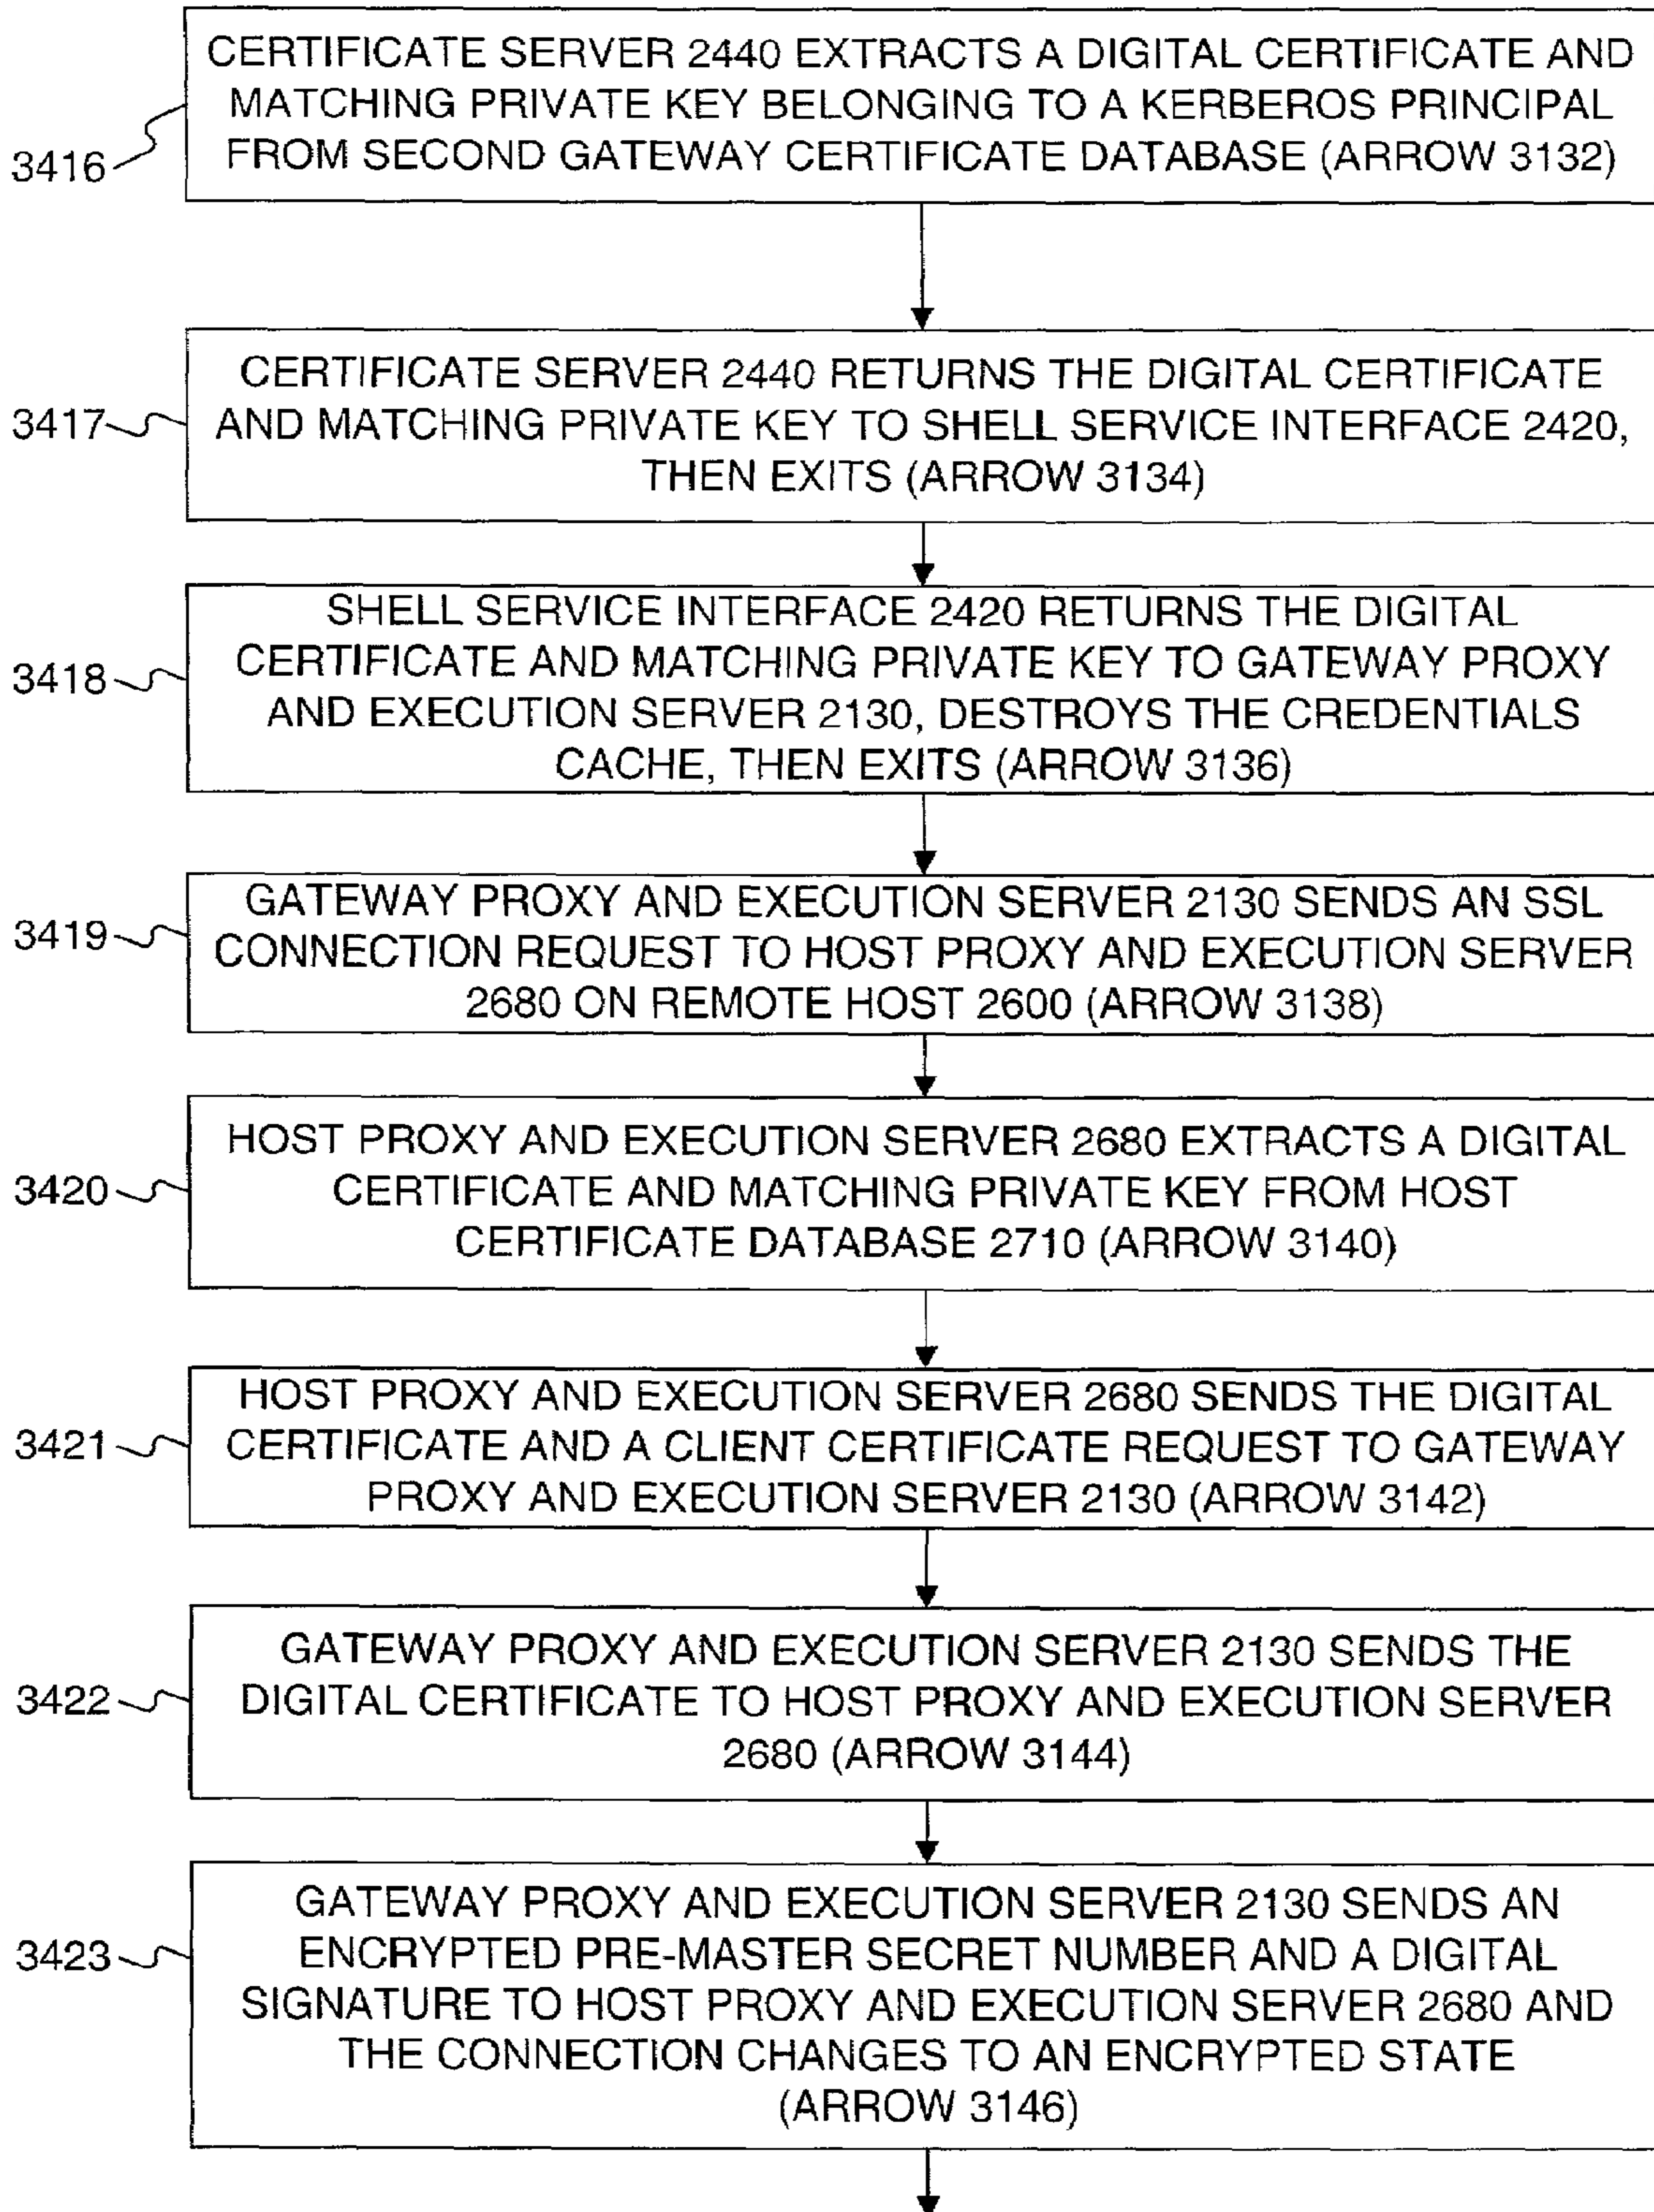 CERTIFICATE SERVER 2440 EXTRACTS A DIGITAL CERTIFICATE AND
MATCHING PRIVATE KEY BELONGING TO A KERBEROS PRINCIPAL
FROM SECOND GATEWAY CERTIFICATE DATABASE (ARROW 3132)
3416
CERTIFICATE SERVER 2440 RETURNS THE DIGITAL CERTIFICATE
AND MATCHING PRIVATE KEY TO SHELL SERVICE INTERFACE 2420,
THEN EXITS (ARROW 3134)
3417
SHELL SERVICE INTERFACE 2420 RETURNS THE DIGITAL
CERTIFICATE AND MATCHING PRIVATE KEY TO GATEWAY PROXY
AND EXECUTION SERVER 2130, DESTROYS THE CREDENTIALS
CACHE, THEN EXITS (ARROW 3136)
3418
GATEWAY PROXY AND EXECUTION SERVER 2130 SENDS AN SSL
CONNECTION REQUEST TO HOST PROXY AND EXECUTION SERVER
2680 ON REMOTE HOST 2600 (ARROW 3138)
3419
HOST PROXY AND EXECUTION SERVER 2680 EXTRACTS A DIGITAL
CERTIFICATE AND MATCHING PRIVATE KEY FROM HOST
CERTIFICATE DATABASE 2710 (ARROW 3140)
3420
HOST PROXY AND EXECUTION SERVER 2680 SENDS THE DIGITAL
CERTIFICATE AND A CLIENT CERTIFICATE REQUEST TO GATEWAY
PROXY AND EXECUTION SERVER 2130 (ARROW 3142)
3421
GATEWAY PROXY AND EXECUTION SERVER 2130 SENDS THE
DIGITAL CERTIFICATE TO HOST PROXY AND EXECUTION SERVER
2680 (ARROW 3144)
3422
GATEWAY PROXY AND EXECUTION SERVER 2130 SENDS AN
ENCRYPTED PRE-MASTER SECRET NUMBER AND A DIGITAL
SIGNATURE TO HOST PROXY AND EXECUTION SERVER 2680 AND
THE CONNECTION CHANGES TO AN ENCRYPTED STATE
(ARROW 3146)
3423